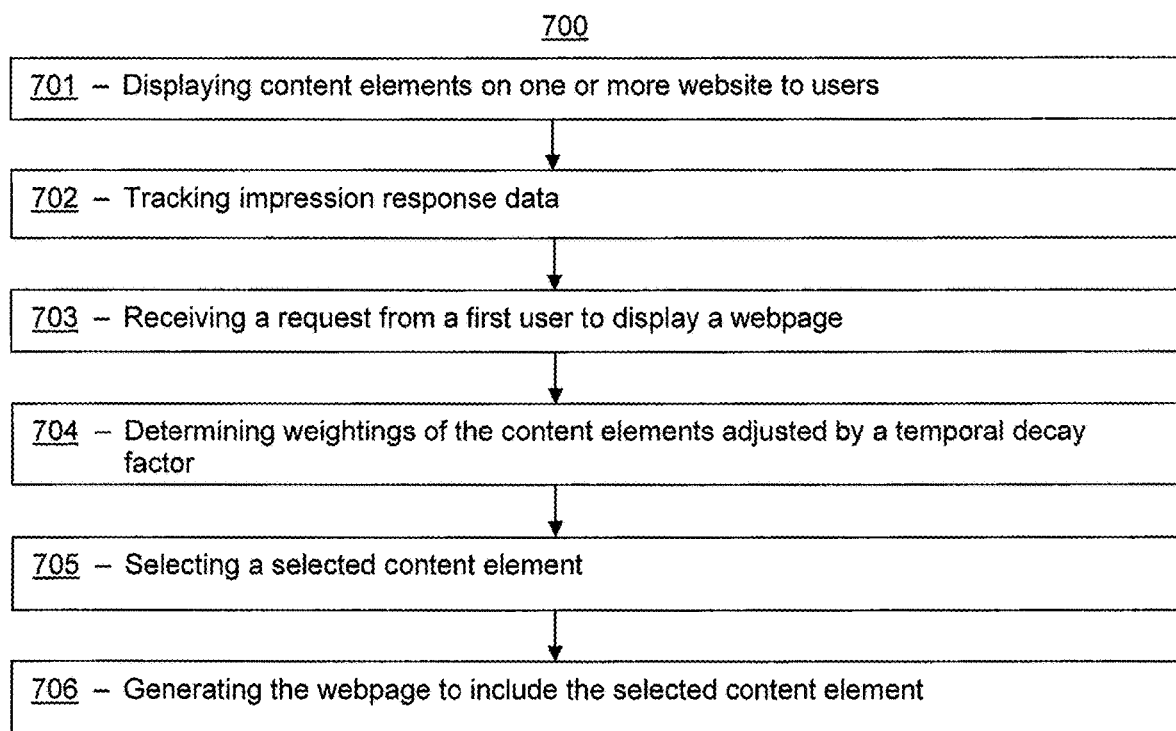 700
701 – Displaying content elements on one or more website to users
702 – Tracking impression response data
703 – Receiving a request from a first user to display a webpage
704 – Determining weightings of the content elements adjusted by a temporal decay
factor
705 – Selecting a selected content element
706 – Generating the webpage to include the selected content element